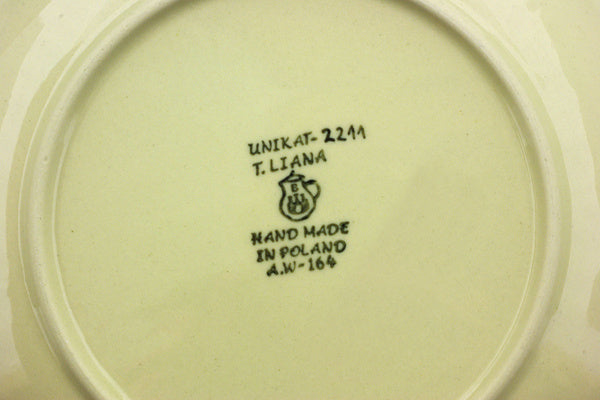 UNIKAT-2211
T. LIANA
HAND MADE
IN POLAND
A.W-164